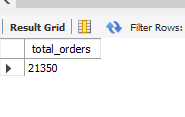 Result Grid Filter Rows:
total_orders
21350